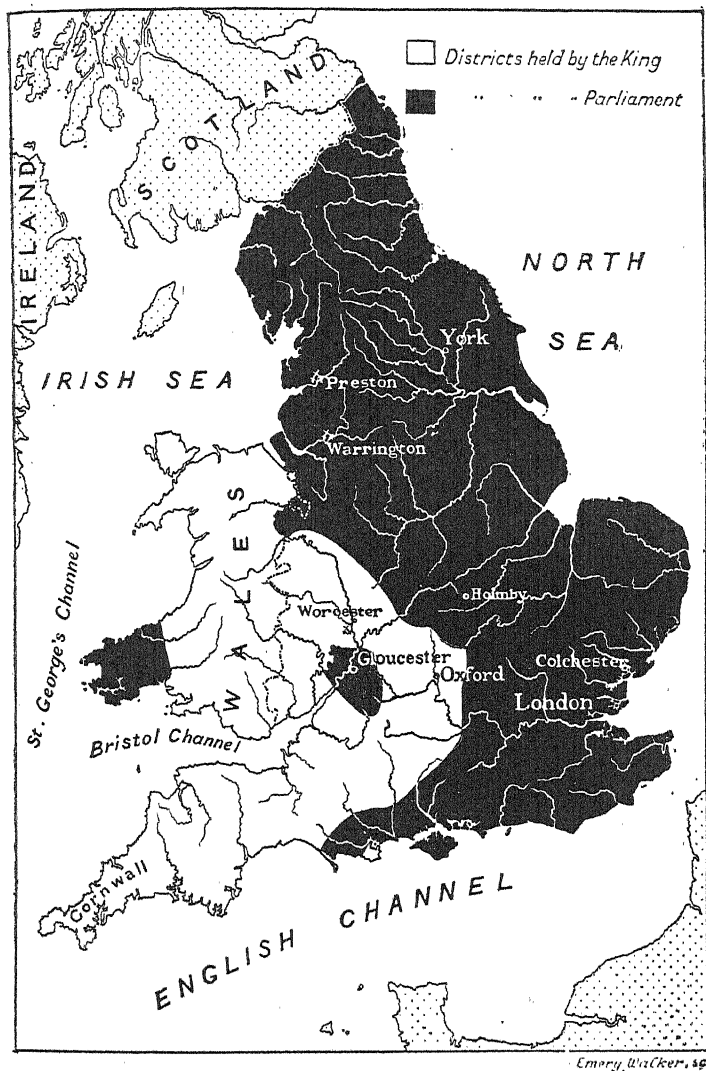 Districts held by the King
" " " Parliament
SCOTLAND
IRELAND
NORTH
SEA
York
IRISH SEA
Preston
Warrington
WALES
St. George's Channel
Holmby
Worcester
Gloucester
Oxford
Colchester
London
Bristol Channel
Cornwall
ENGLISH CHANNEL
Emery Walker, sc